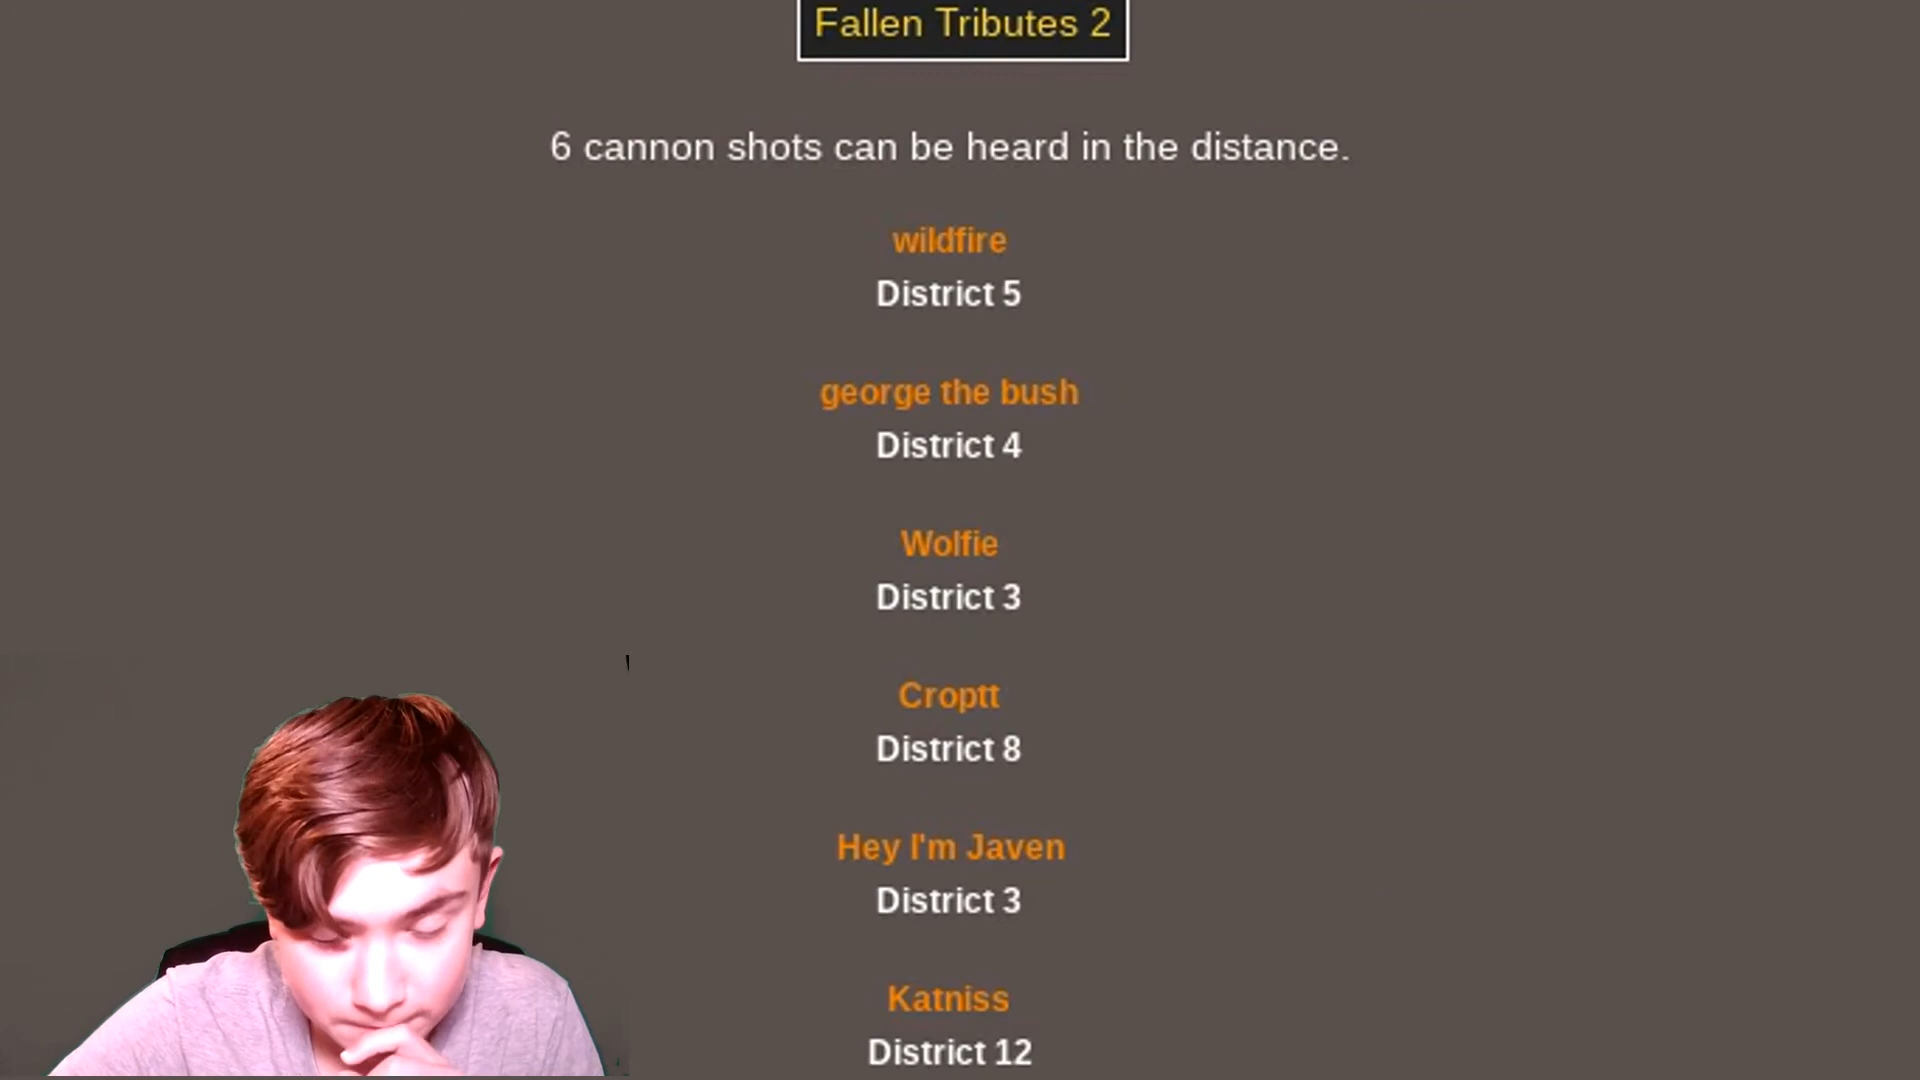 Fallen Tributes 2
6 cannon shots can be heard in the distance.
wildfire
District 5
george the bush
District 4
Wolfie
District 3
Croptt
District 8
Hey I'm Javen
District 3
Katniss
District 12